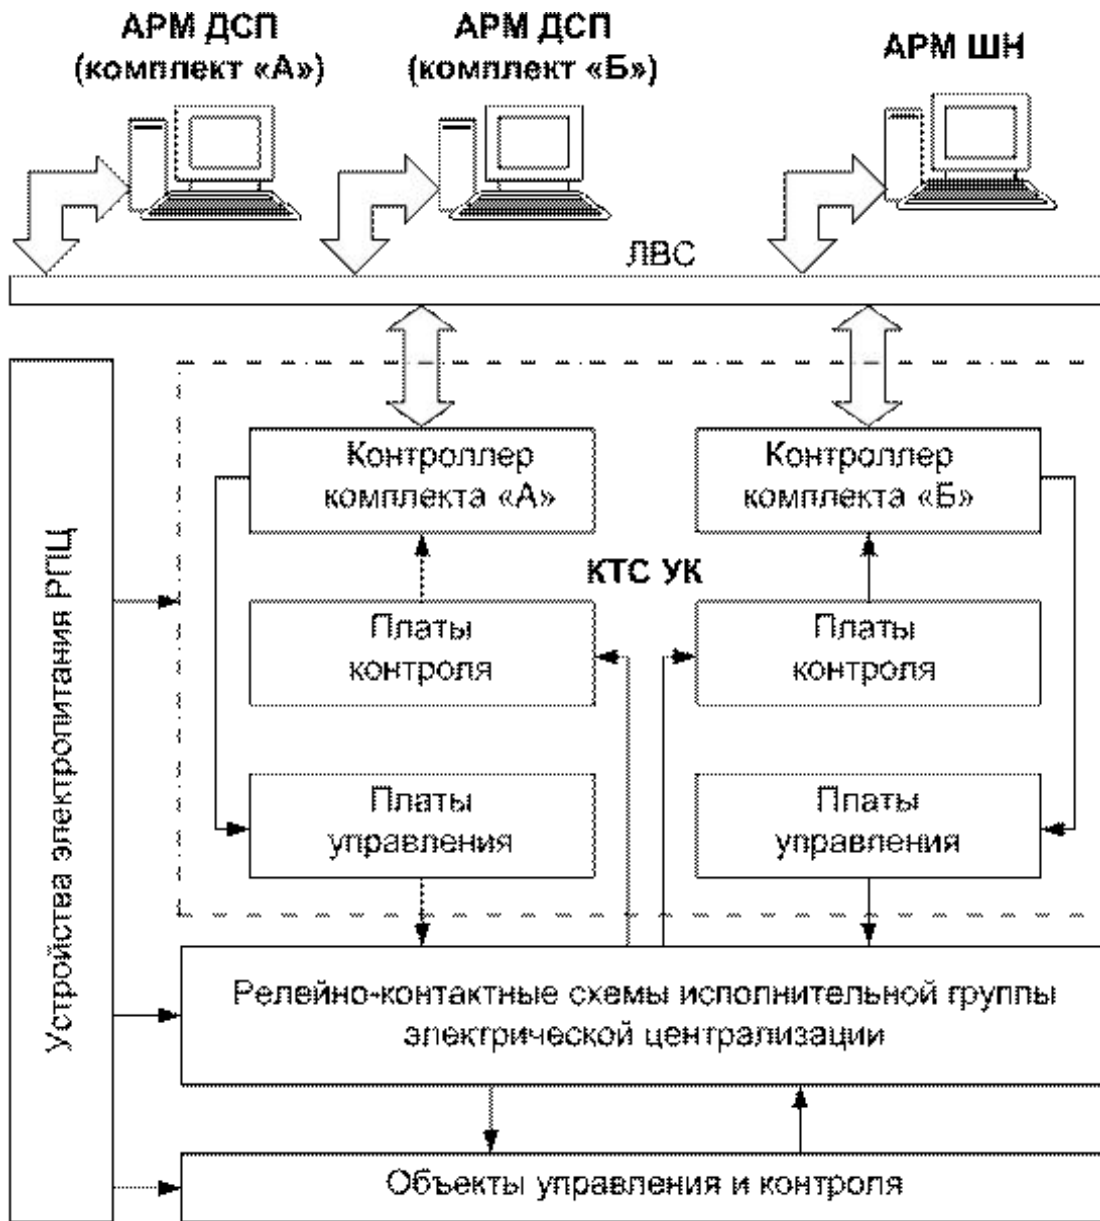 АРМ ДСП
(комплект «А»)
АРМ ДСП
(комплект «Б»)
АРМ ШН
ЛВС
Устройства электропитания РПЦ
Контроллер
комплекта «А»
Контроллер
комплекта «Б»
КТС УК
Платы
контроля
Платы
контроля
Платы
управления
Платы
управления
Релейно-контактные схемы исполнительной группы
электрической централизации
Объекты управления и контроля